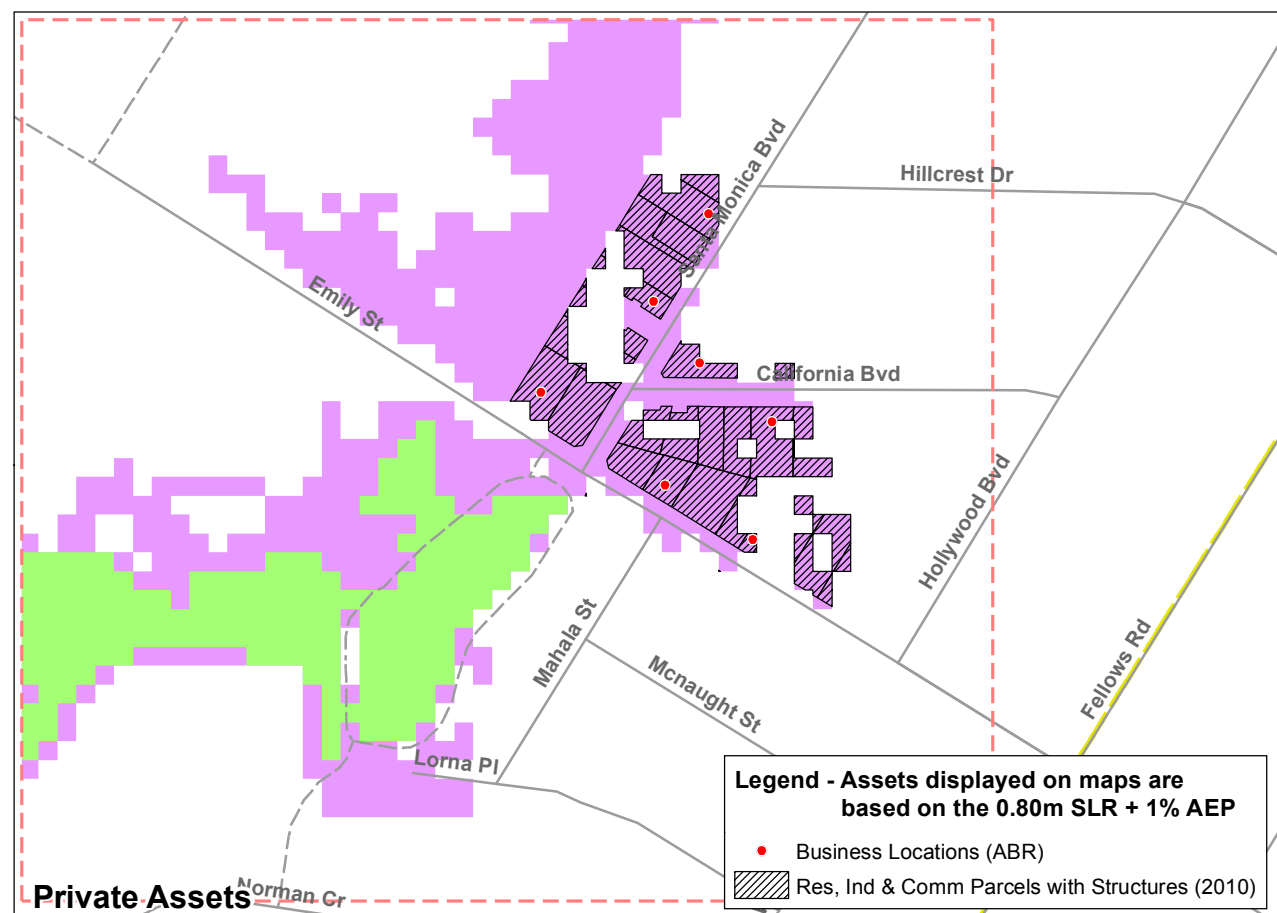 Hillcrest Dr
Santa Monica Bvd
Emily St
California Bvd
Hollywood Bvd
Mahala St
Mcnaught St
Fellows Rd
Lorna Pl
Norman Cr
Private Assets
Legend - Assets displayed on maps are
based on the 0.80m SLR + 1% AEP
Business Locations (ABR)
Res, Ind & Comm Parcels with Structures (2010)